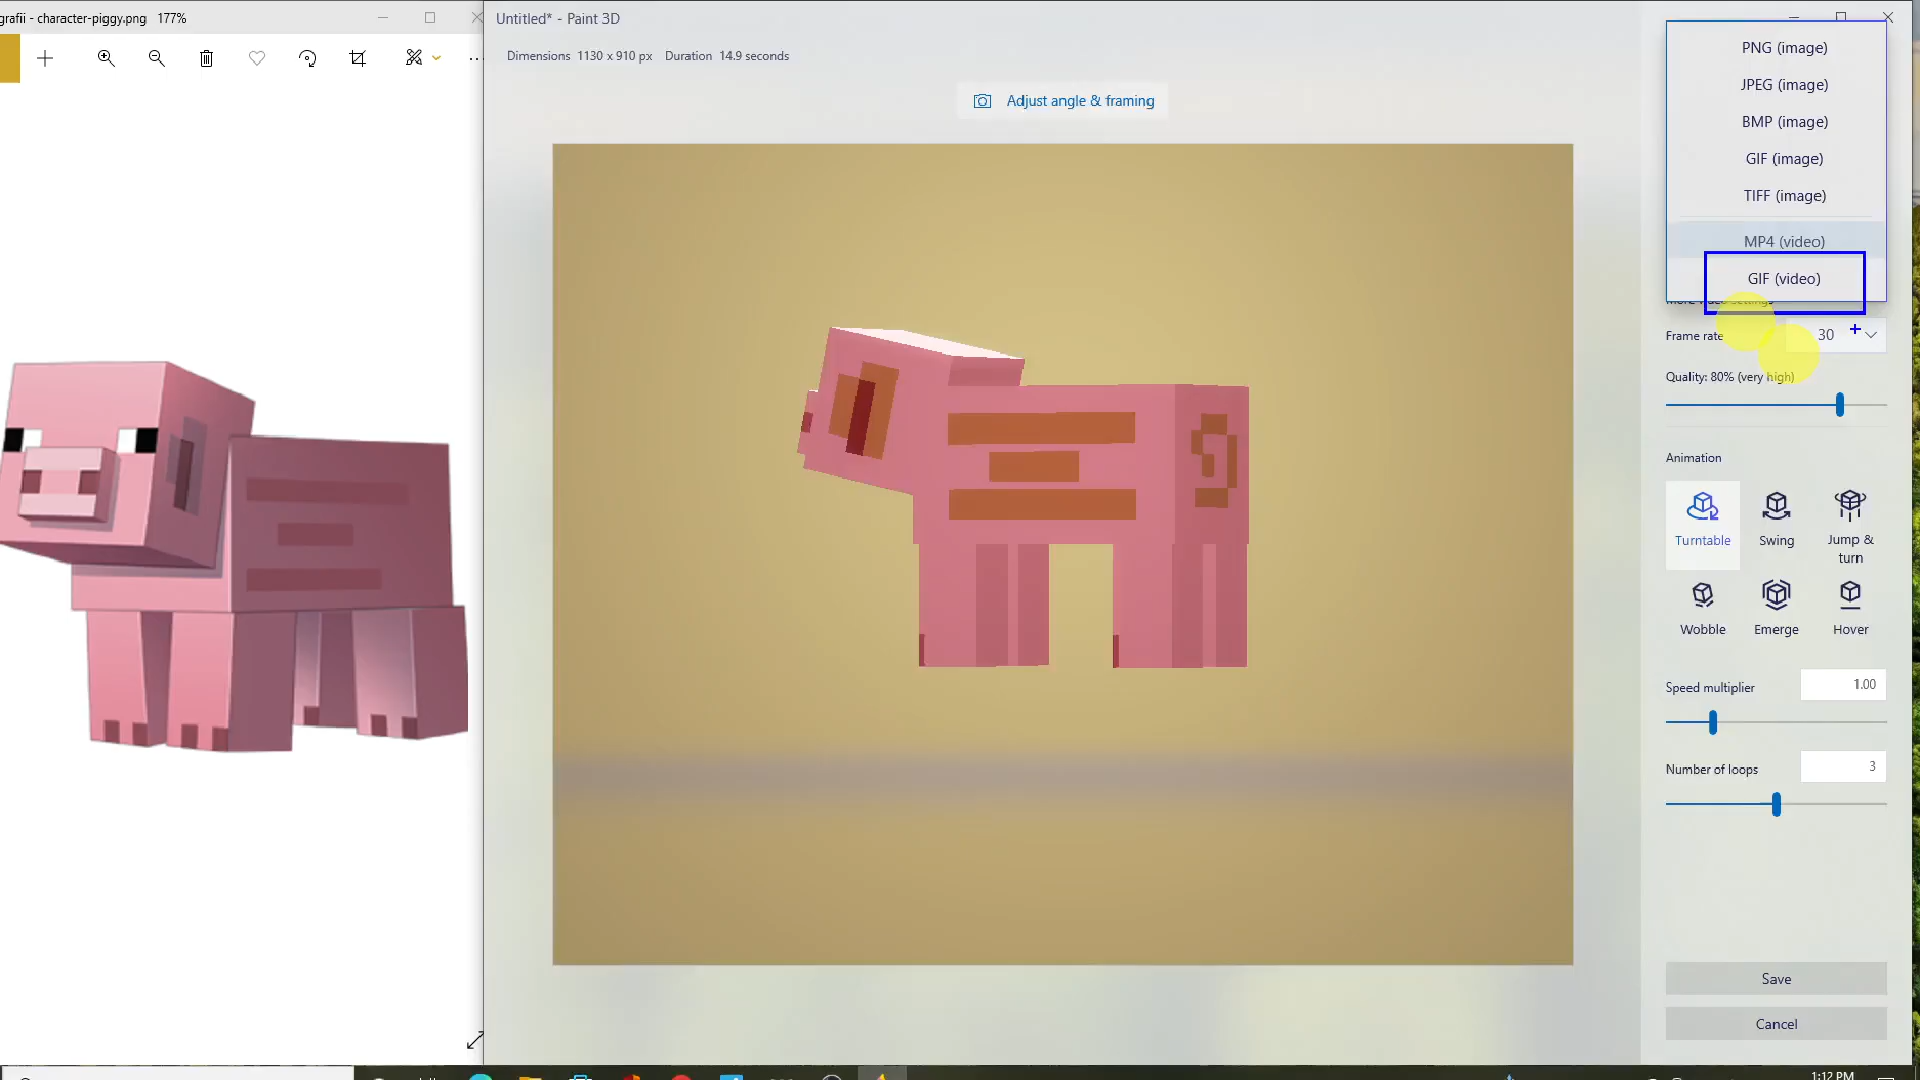 grafii - character-piggy.png 177%
Untitled* - Paint 3D
Dimensions 1130 x 910 px Duration 14.9 seconds
Adjust angle & framing
PNG (image)
JPEG (image)
BMP (image)
GIF (image)
TIFF (image)
MP4 (video)
GIF (video)
More video settings
Frame rate 30
Quality: 80% (very high)
Animation
Turntable
Swing
Jump & turn
Wobble
Emerge
Hover
Speed multiplier 1.00
Number of loops 3
Save
Cancel
1:12 PM